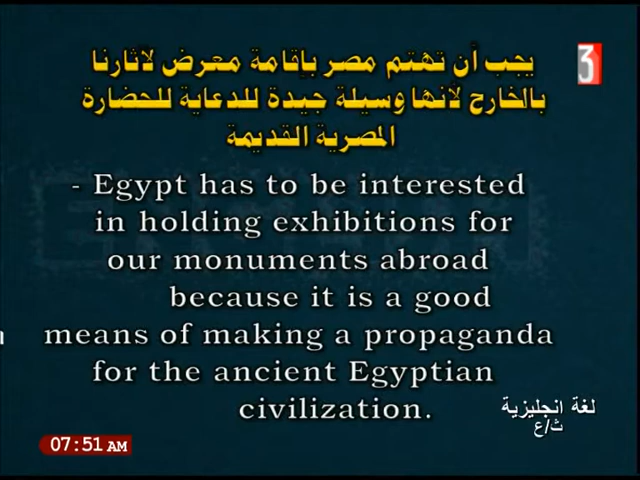 يجب أن تهتم مصر بإقامة معرض لاثارنا
بالخارج لانها وسيلة جيدة للدعاية للحضارة
المصرية القديمة
3
- Egypt has to be interested
in holding exhibitions for
our monuments abroad
because it is a good
means of making a propaganda
for the ancient Egyptian
civilization.
لغة انجليزية
ث/ع
07:51 AM